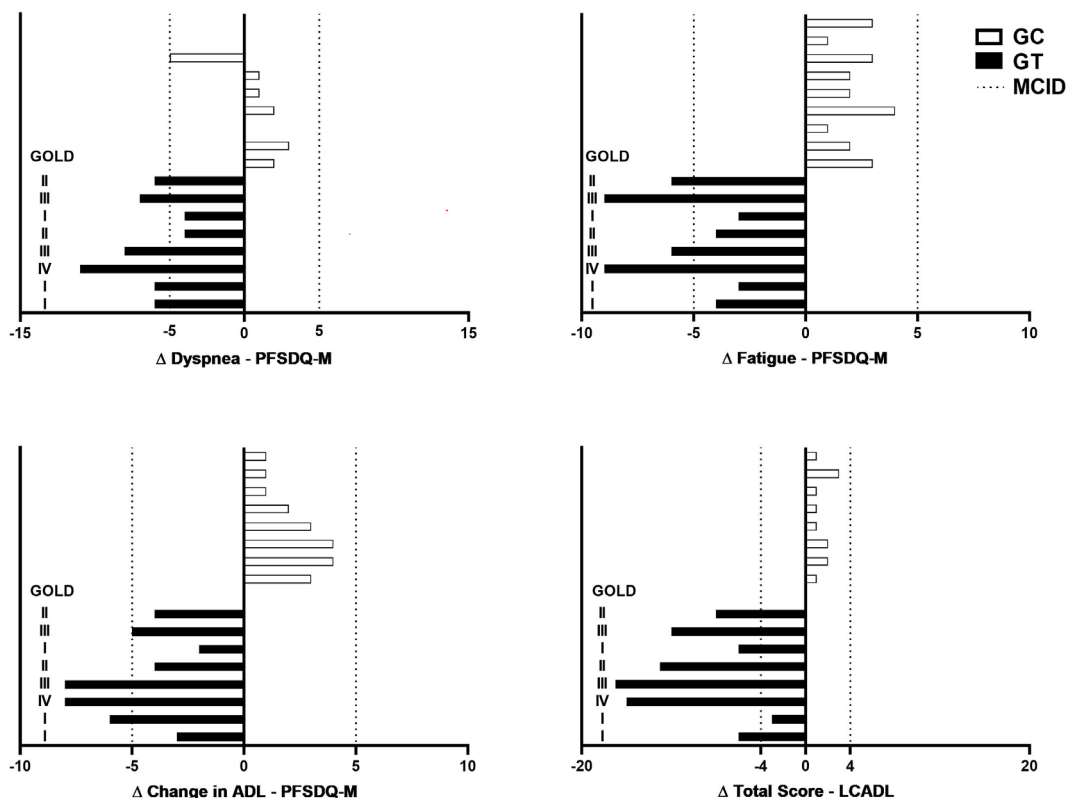 GC
GT
MCID
GOLD
II
III
I
II
III
IV
I
I
-15 -5 0 5 15
Δ Dyspnea - PFSDQ-M
GOLD
II
III
I
II
III
IV
I
I
-10 -5 0 5 10
Δ Fatigue - PFSDQ-M
GOLD
II
III
I
II
III
IV
I
I
-10 -5 0 5 10
Δ Change in ADL - PFSDQ-M
GOLD
II
III
I
II
III
IV
I
I
-20 -4 0 4 20
Δ Total Score - LCADL